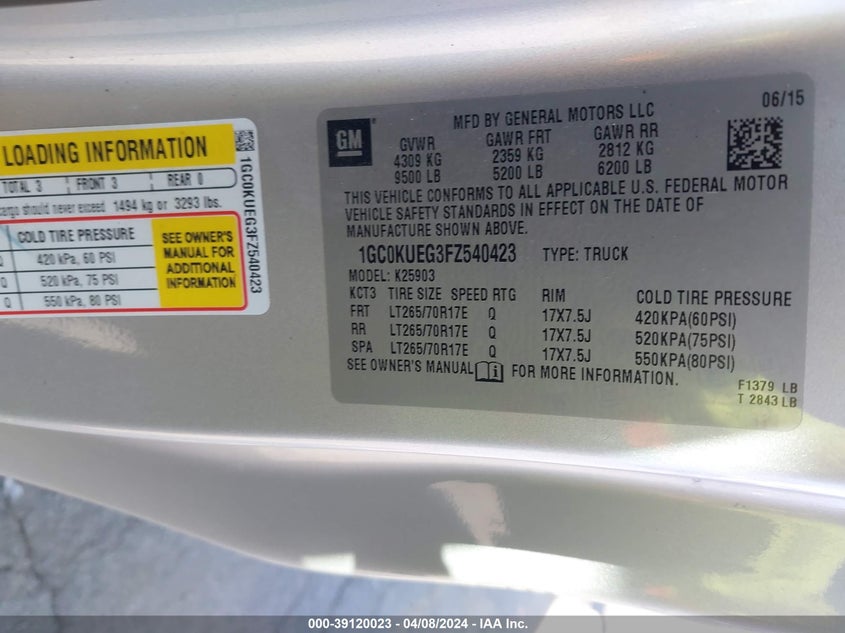 LOADING INFORMATION
TOTAL 3 FRONT 3 REAR 0
cargo should never exceed 1494 kg or 3293 lbs.
COLD TIRE PRESSURE
420 kPa, 60 PSI
Q 520 kPa, 75 PSI
Q 550 kPa, 80 PSI
SEE OWNER'S
MANUAL FOR
ADDITIONAL
INFORMATION
1GC0KUEG3FZ540423
GM
MFD BY GENERAL MOTORS LLC
06/15
GVWR GAWR FRT GAWR RR
4309 KG 2359 KG 2812 KG
9500 LB 5200 LB 6200 LB
THIS VEHICLE CONFORMS TO ALL APPLICABLE U.S. FEDERAL MOTOR
VEHICLE SAFETY STANDARDS IN EFFECT ON THE DATE OF
MANUFACTURE SHOWN ABOVE.
1GC0KUEG3FZ540423 TYPE: TRUCK
MODEL: K25903
KCT3 TIRE SIZE SPEED RTG RIM COLD TIRE PRESSURE
FRT LT265/70R17E Q 17X7.5J 420KPA(60PSI)
RR LT265/70R17E Q 17X7.5J 520KPA(75PSI)
SPA LT265/70R17E Q 17X7.5J 550KPA(80PSI)
SEE OWNER'S MANUAL FOR MORE INFORMATION.
F1379 LB
T 2843 LB
000-39120023 - 04/08/2024 - IAA Inc.